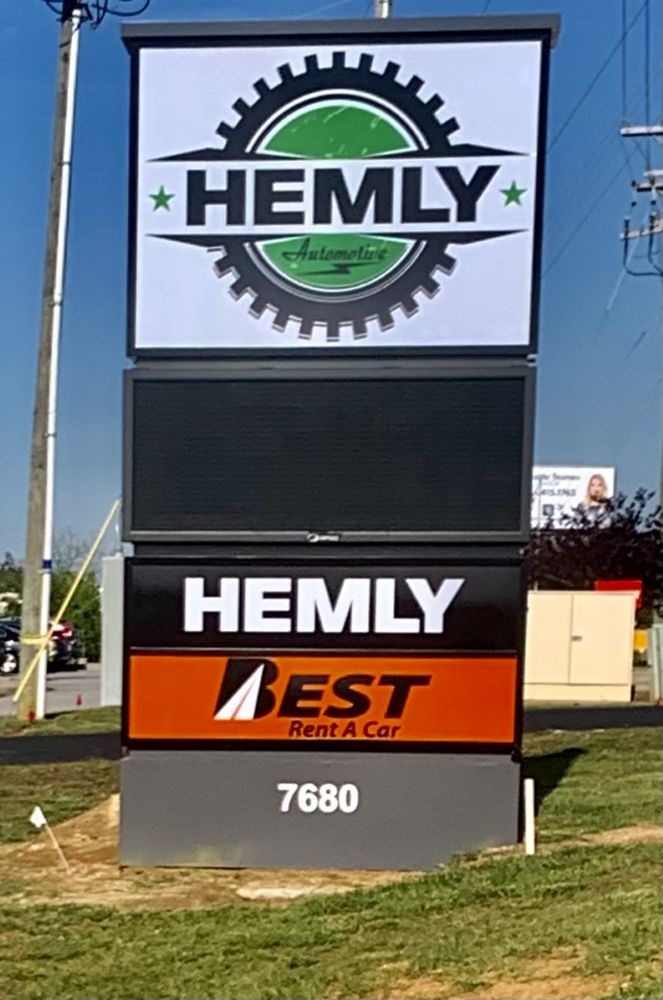 HEMLY
Automotive
HEMLY
BEST
Rent A Car
7680